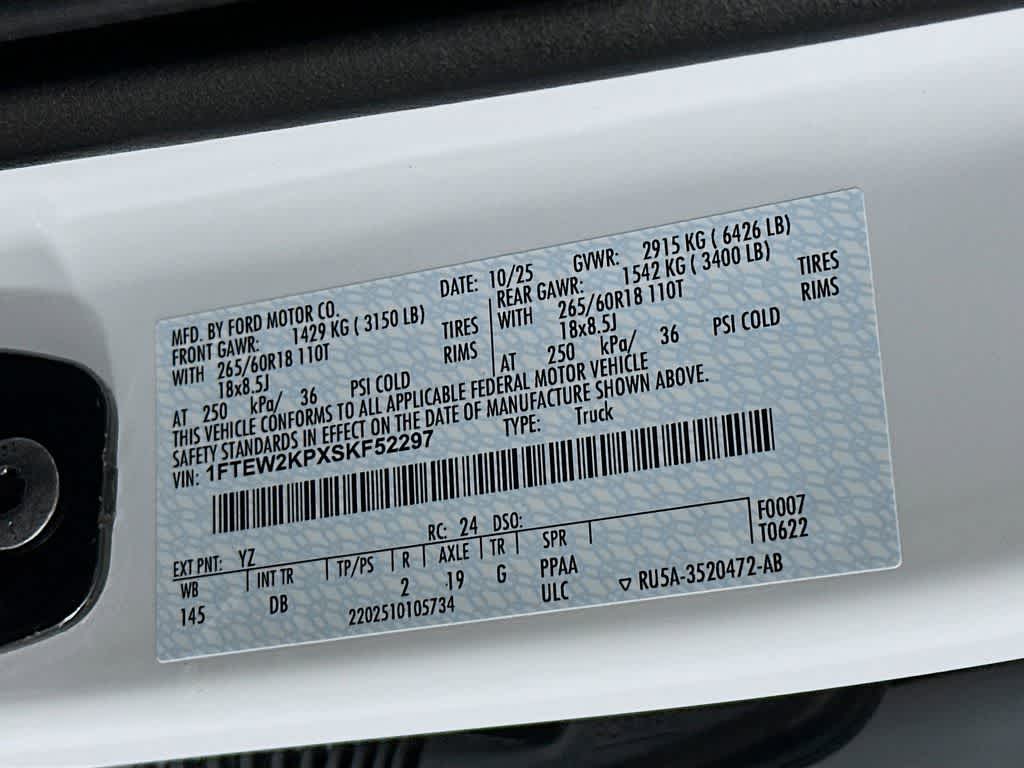 MFD. BY FORD MOTOR CO.
DATE: 10/25 GVWR: 2915 KG ( 6426 LB)
FRONT GAWR: 1429 KG ( 3150 LB)
WITH 265/60R18 110T TIRES
18x8.5J RIMS
AT 250 kPa/ 36 PSI COLD
REAR GAWR: 1542 KG ( 3400 LB)
WITH 265/60R18 110T TIRES
18x8.5J RIMS
AT 250 kPa/ 36 PSI COLD
THIS VEHICLE CONFORMS TO ALL APPLICABLE FEDERAL MOTOR VEHICLE
SAFETY STANDARDS IN EFFECT ON THE DATE OF MANUFACTURE SHOWN ABOVE.
VIN: 1FTEW2KPXSKF52297 TYPE: Truck
EXT PNT: YZ RC: 24 DSO:
F0007
T0622
WB INT TR TP/PS R AXLE TR SPR
145 DB 2 19 G PPAA
2202510105734 ULC ▽ RU5A-3520472-AB